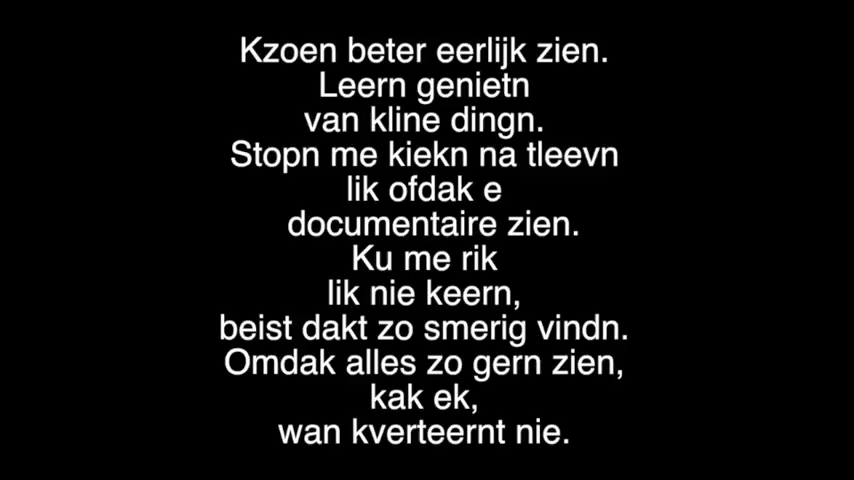 Kzoen beter eerlijk zien.
Leern genietn
van kline dingn.
Stopn me kiekn na tleevn
lik ofdak e
documentaire zien.
Ku me rik
lik nie keern,
beist dakt zo smerig vindn.
Omdak alles zo gern zien,
kak ek,
wan kverteernt nie.